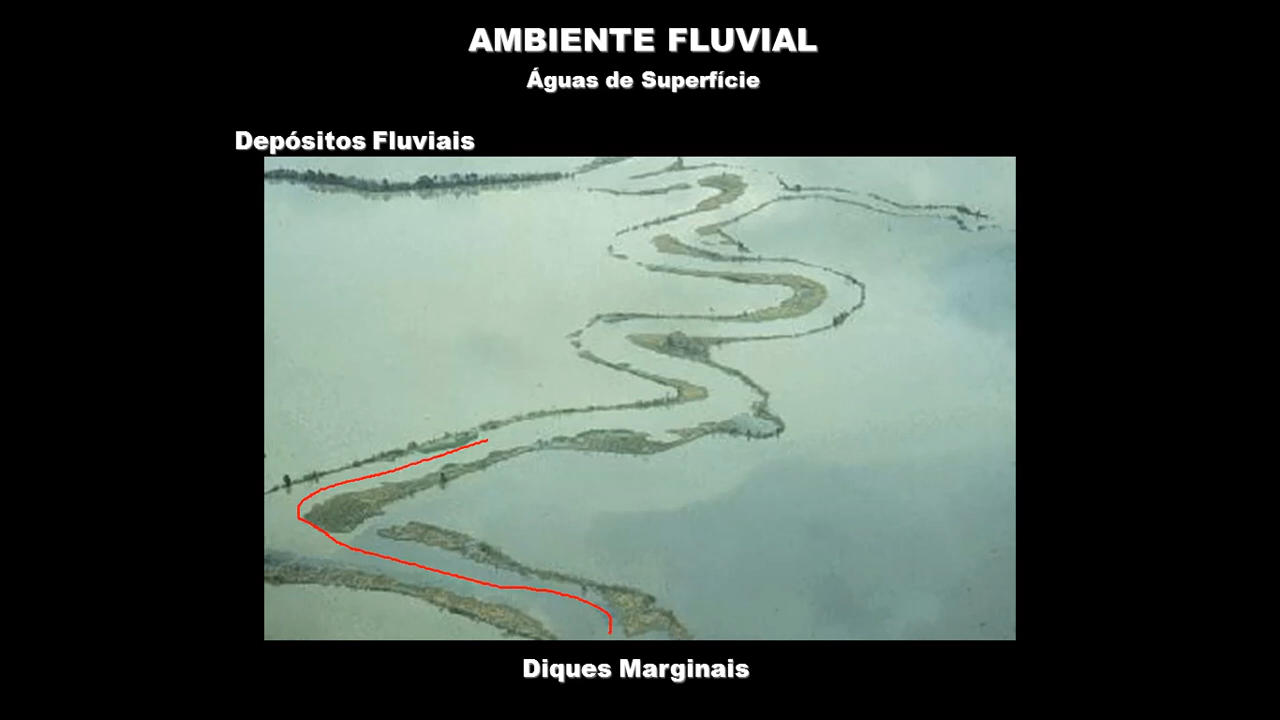 AMBIENTE FLUVIAL
Águas de Superfície
Depósitos Fluviais
Diques Marginais